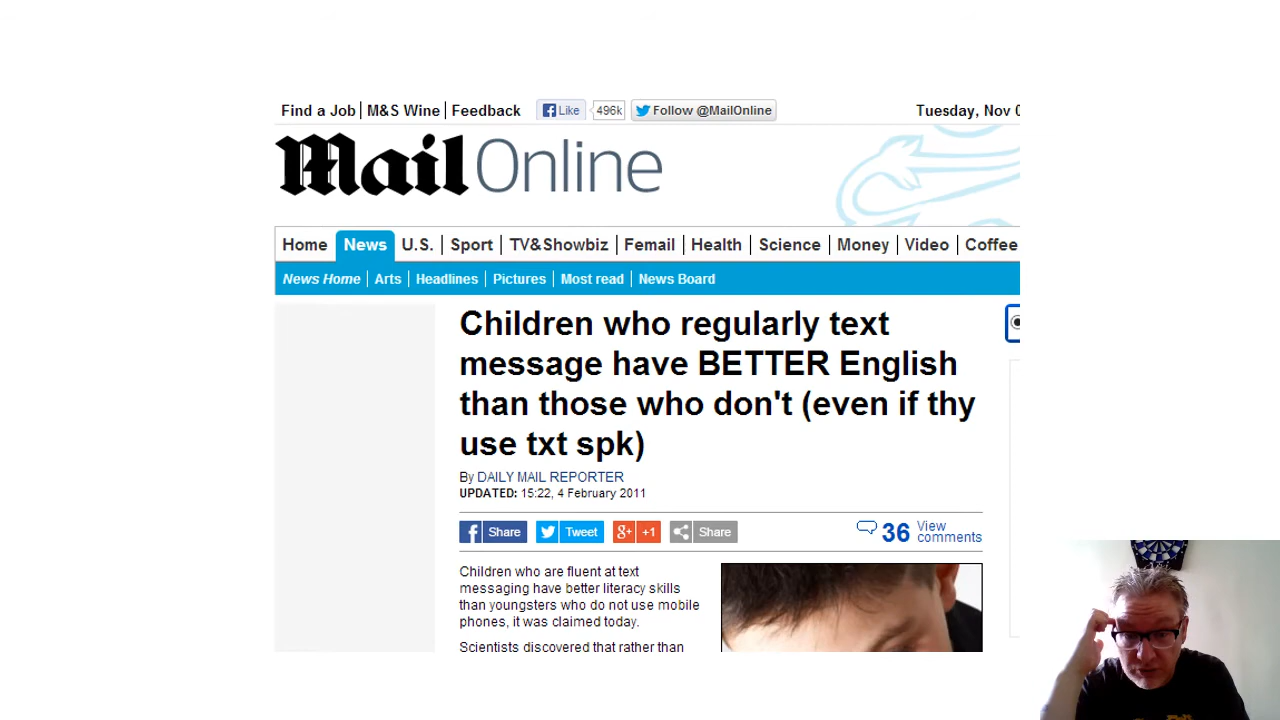 Find a Job | M&S Wine | Feedback Like 496k Follow @MailOnline Tuesday, Nov 0
Mail Online
Home News U.S. Sport TV&Showbiz Femail Health Science Money Video Coffee
News Home Arts Headlines Pictures Most read News Board
Children who regularly text
message have BETTER English
than those who don't (even if thy
use txt spk)
By DAILY MAIL REPORTER
UPDATED: 15:22, 4 February 2011
Share Tweet +1 Share 36 View
comments
Children who are fluent at text
messaging have better literacy skills
than youngsters who do not use mobile
phones, it was claimed today.
Scientists discovered that rather than